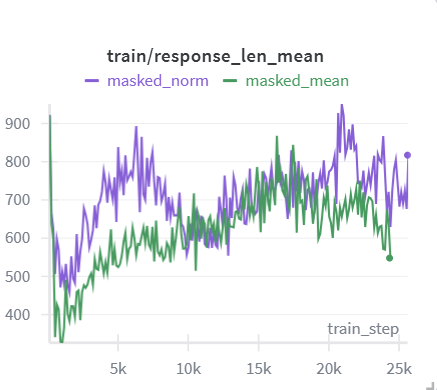 train/response_len_mean
masked_norm masked_mean
900
800
700
600
500
400
train_step
5k 10k 15k 20k 25k